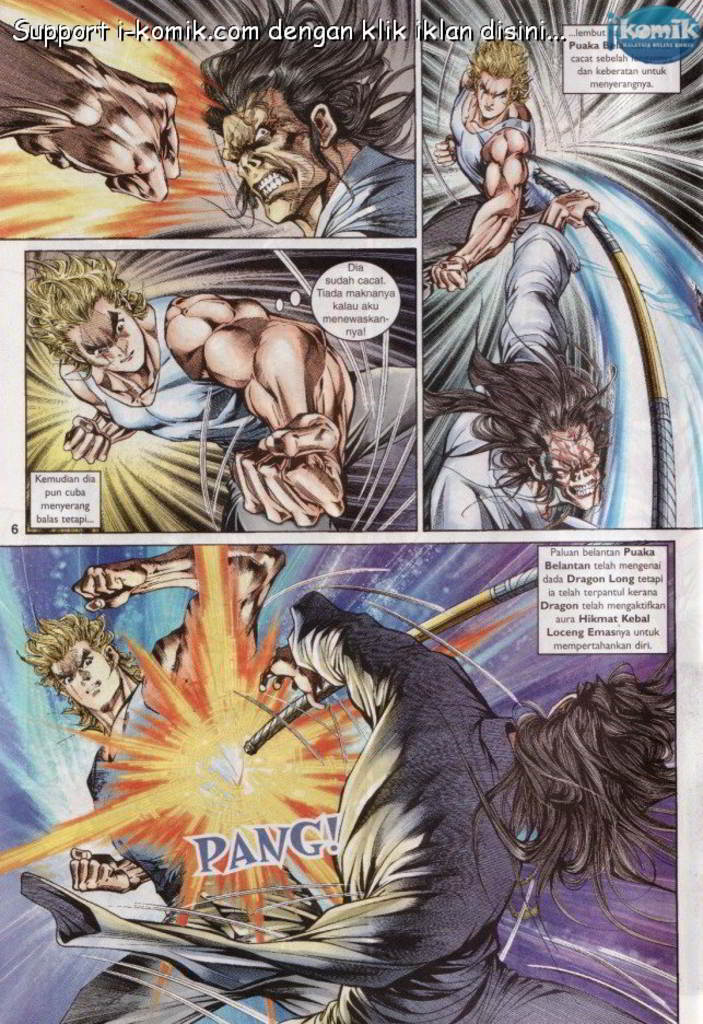 Support i-komik.com dengan klik iklan disini...
ikomik
MALAYSIA ONLINE KOMIK
...lembut
Puaka
cacat sebelah
dan keberatan untuk
menyerangnya.
Dia
sudah cacat.
Tiada maknanya
kalau aku
menewaskan-
nya!
Kemudian dia
pun cuba
menyerang
balas tetapi...
6
Paluan belantan Puaka
Belantan telah mengenai
dada Dragon Long tetapi
ia telah terpantul kerana
Dragon telah mengaktifkan
aura Hikmat Kebal
Loceng Emasnya untuk
mempertahankan diri.
PANG!